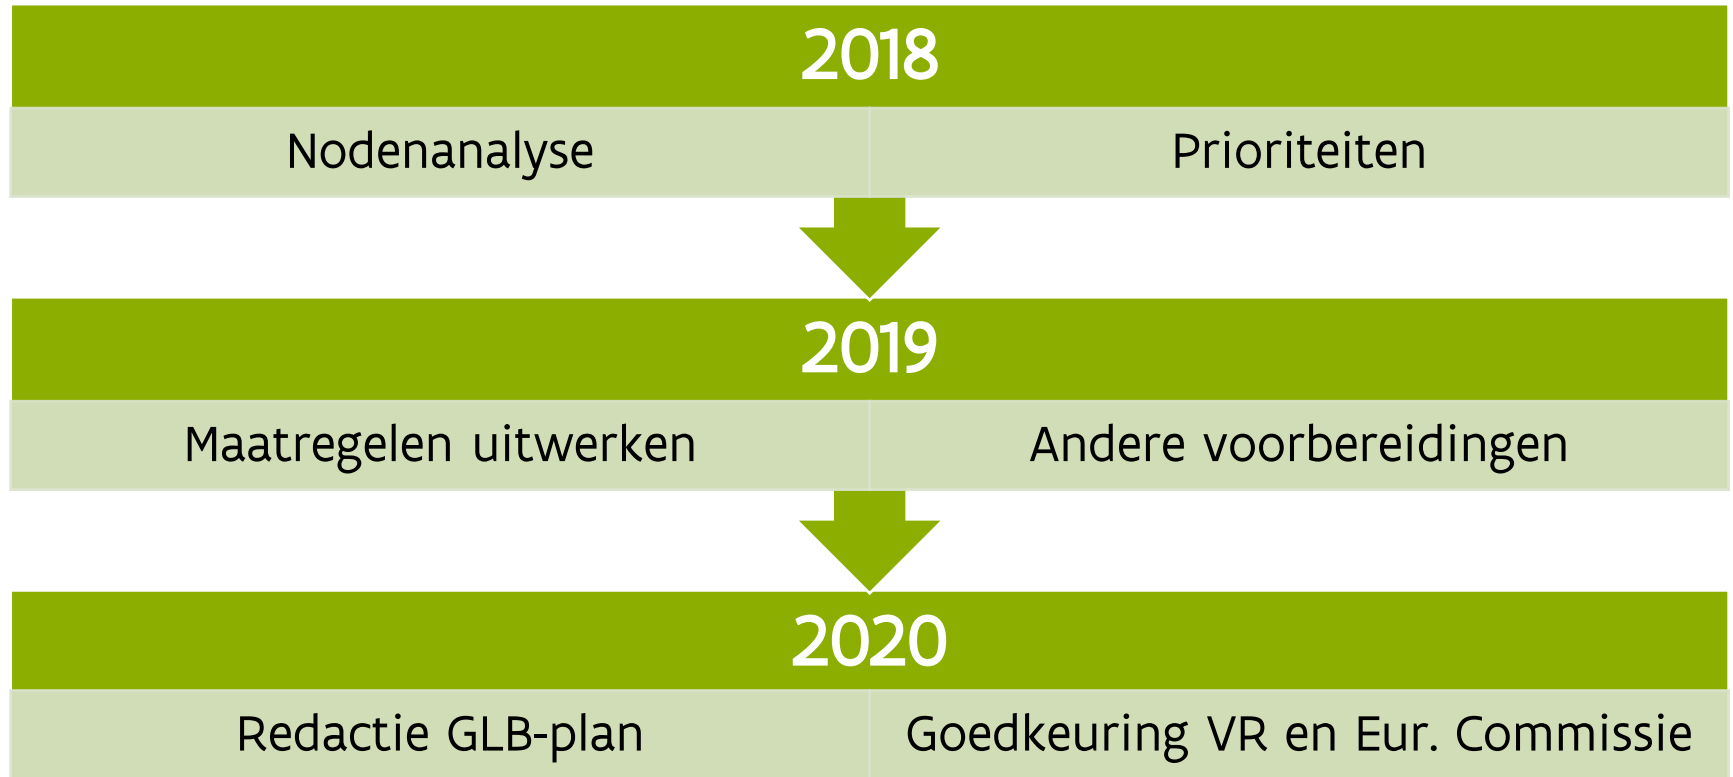 2018
Nodenanalyse
Prioriteiten
2019
Maatregelen uitwerken
Andere voorbereidingen
2020
Redactie GLB-plan
Goedkeuring VR en Eur. Commissie